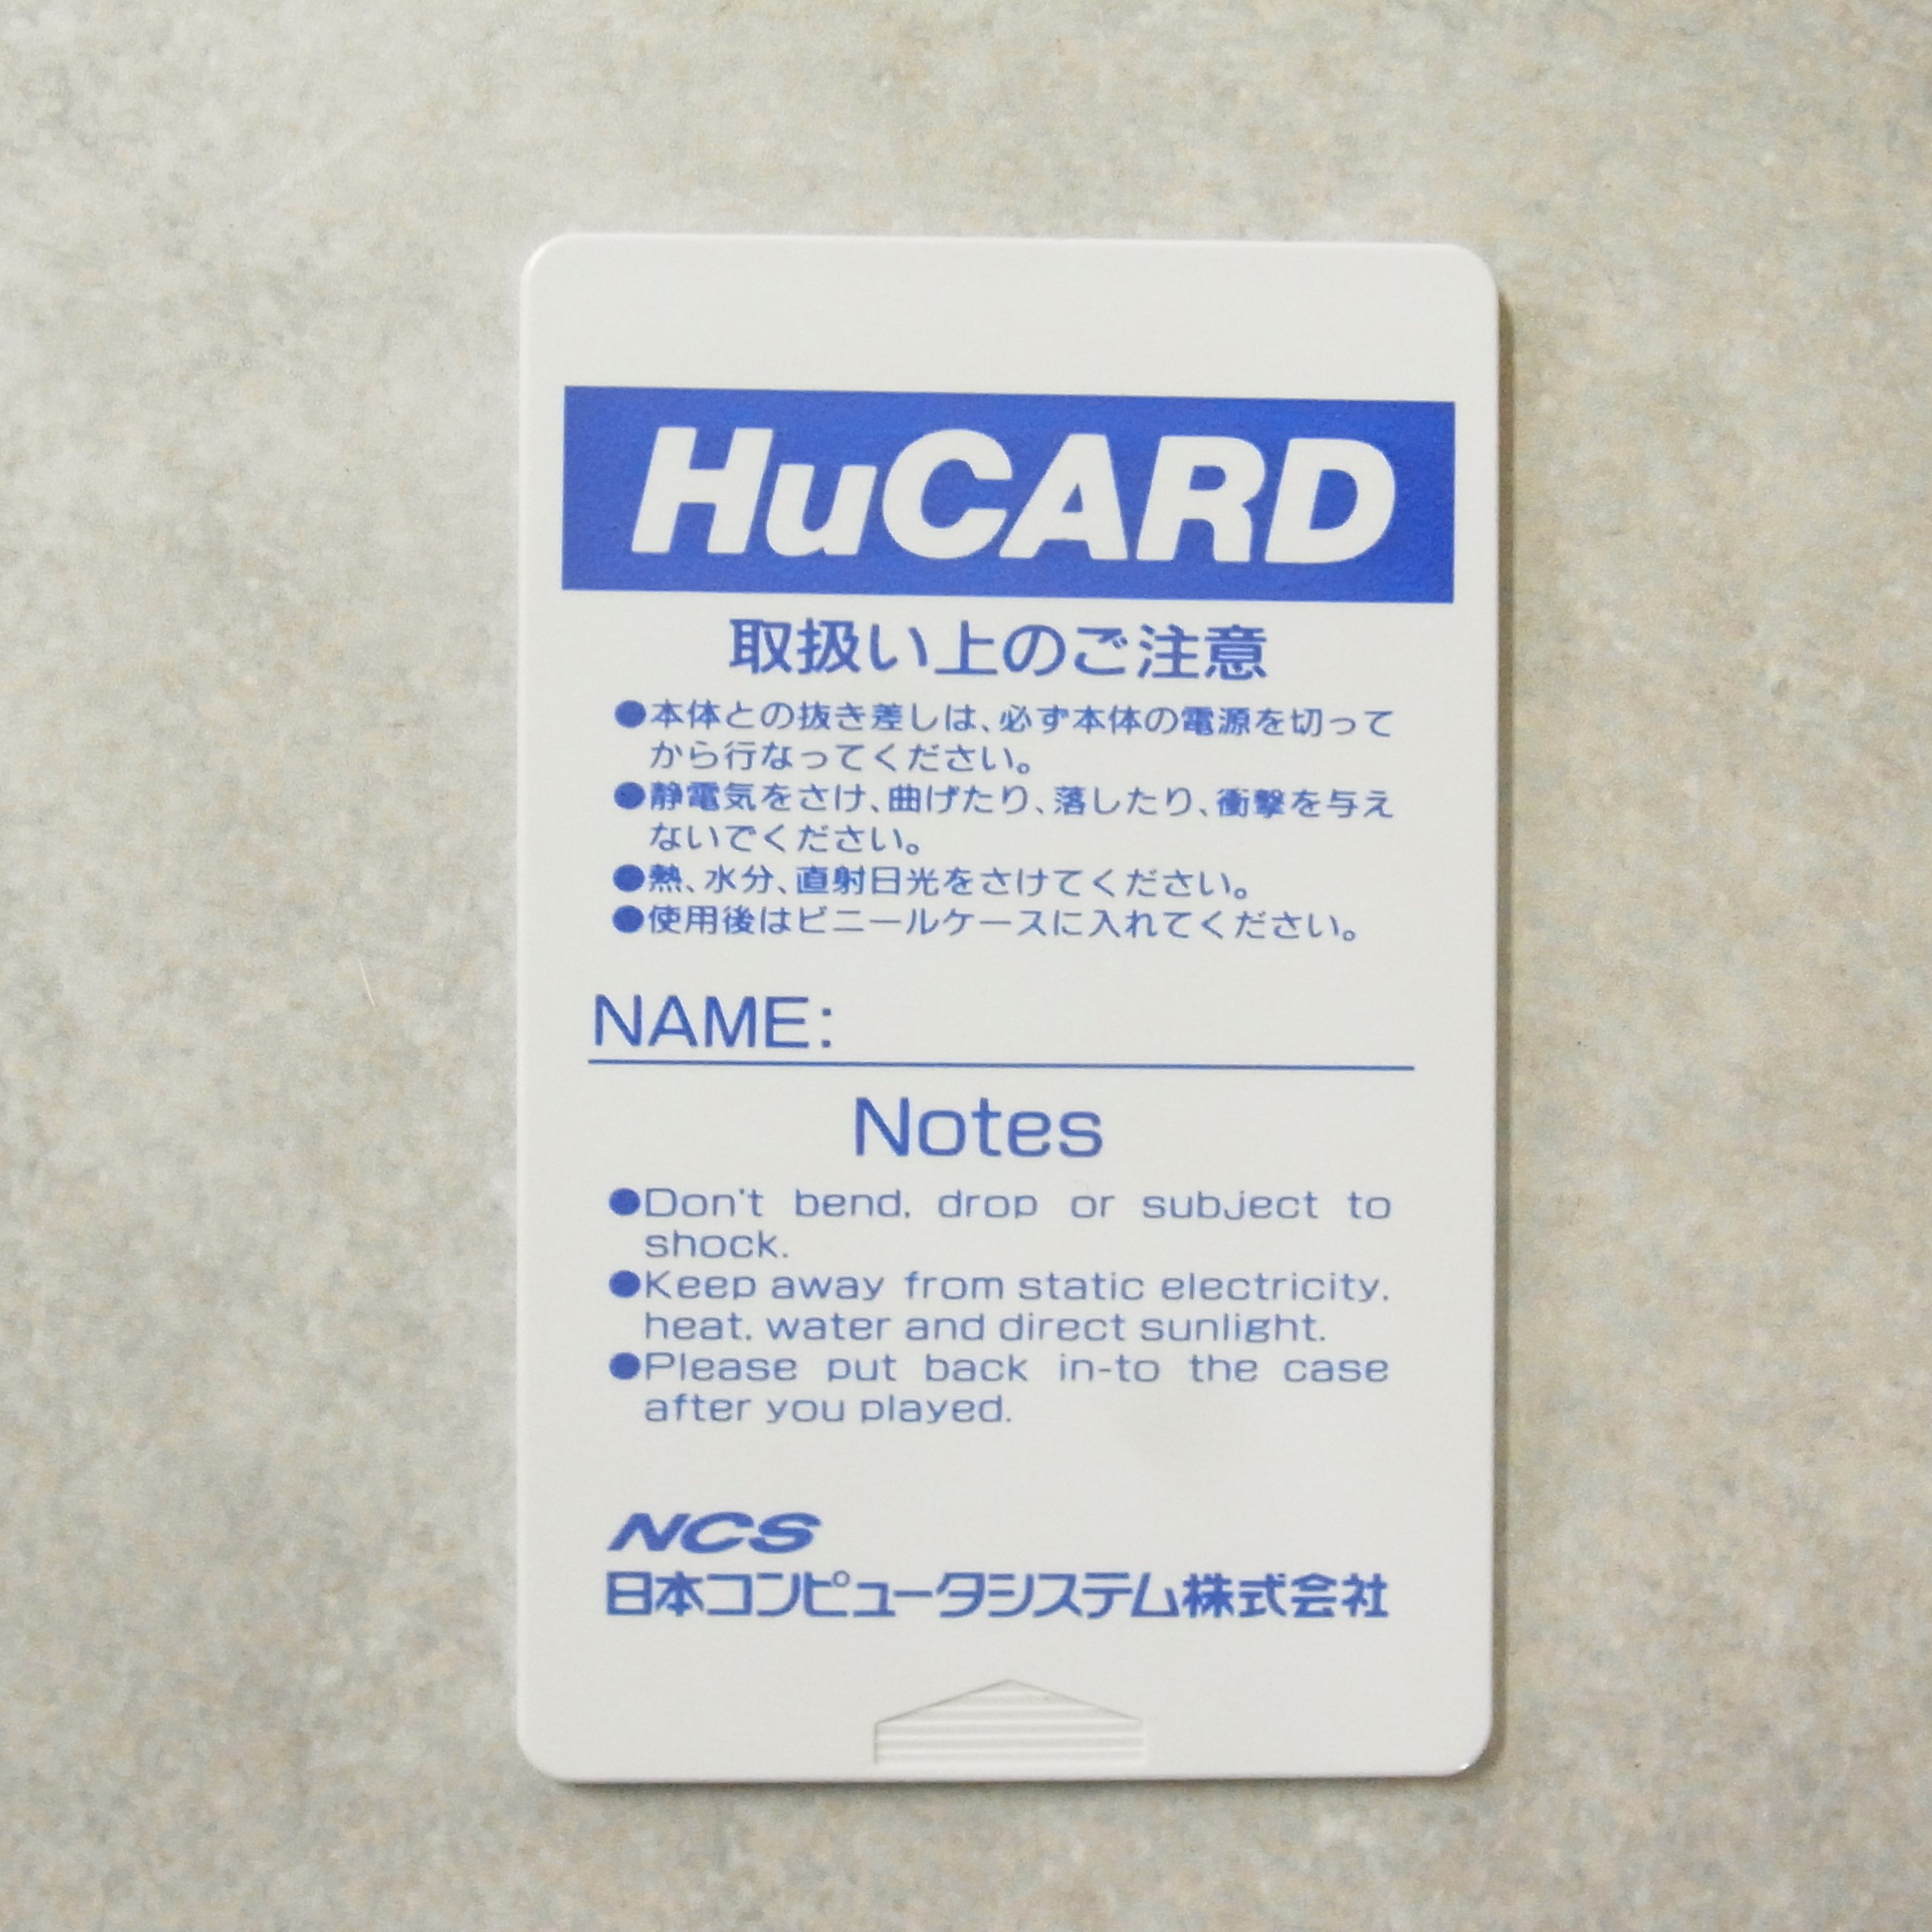 HuCARD
取扱い上のご注意
●本体との抜き差しは、必ず本体の電源を切って
から行なってください。
●静電気をさけ、曲げたり、落したり、衝撃を与え
ないでください。
●熱、水分、直射日光をさけてください。
●使用後はビニールケースに入れてください。
NAME:
Notes
●Don't bend, drop or subject to
shock.
●Keep away from static electricity,
heat, water and direct sunlight.
●Please put back in-to the case
after you played.
NCS
日本コンピュータシステム株式会社